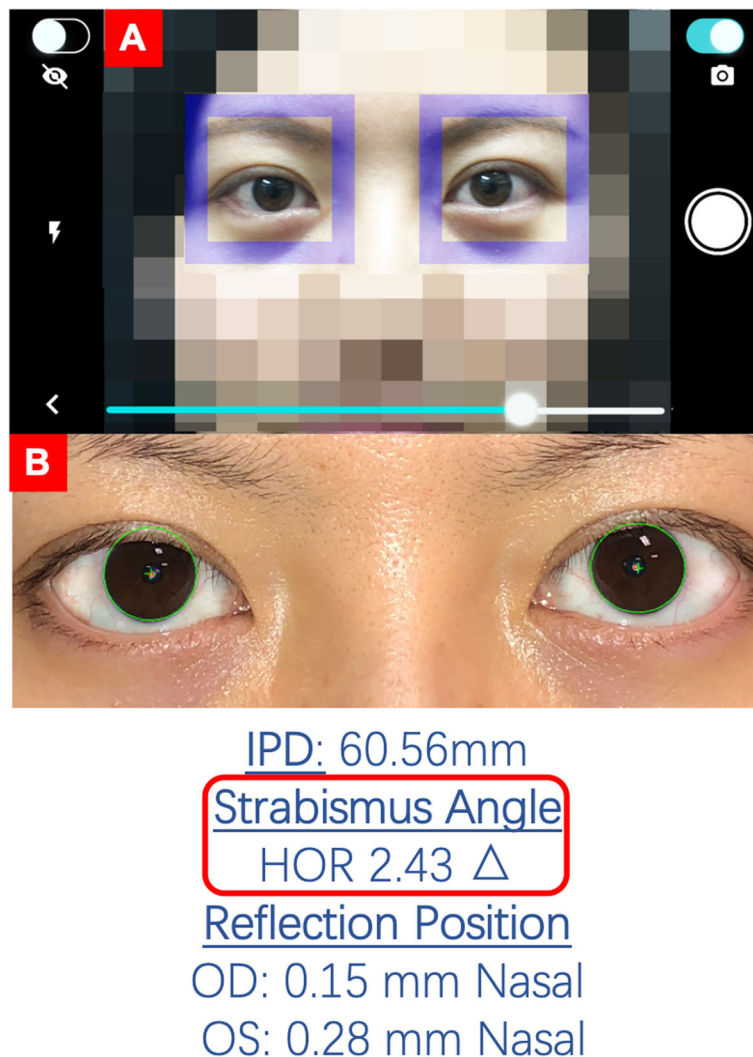 A
B
IPD: 60.56mm
Strabismus Angle
HOR 2.43 △
Reflection Position
OD: 0.15 mm Nasal
OS: 0.28 mm Nasal